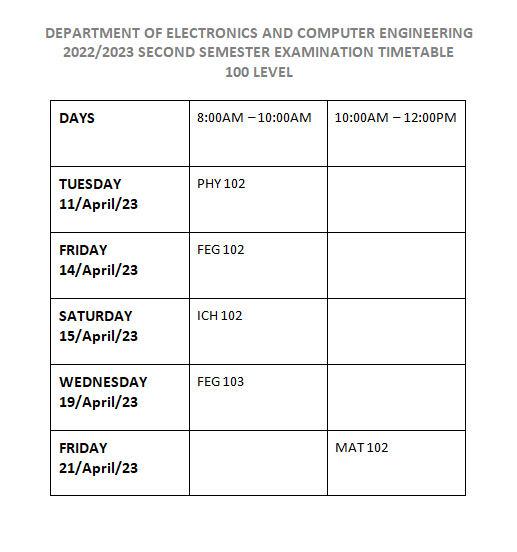 DEPARTMENT OF ELECTRONICS AND COMPUTER ENGINEERING
2022/2023 SECOND SEMESTER EXAMINATION TIMETABLE
100 LEVEL
DAYS 8:00AM – 10:00AM 10:00AM – 12:00PM
TUESDAY PHY 102
11/April/23
FRIDAY FEG 102
14/April/23
SATURDAY ICH 102
15/April/23
WEDNESDAY FEG 103
19/April/23
FRIDAY MAT 102
21/April/23